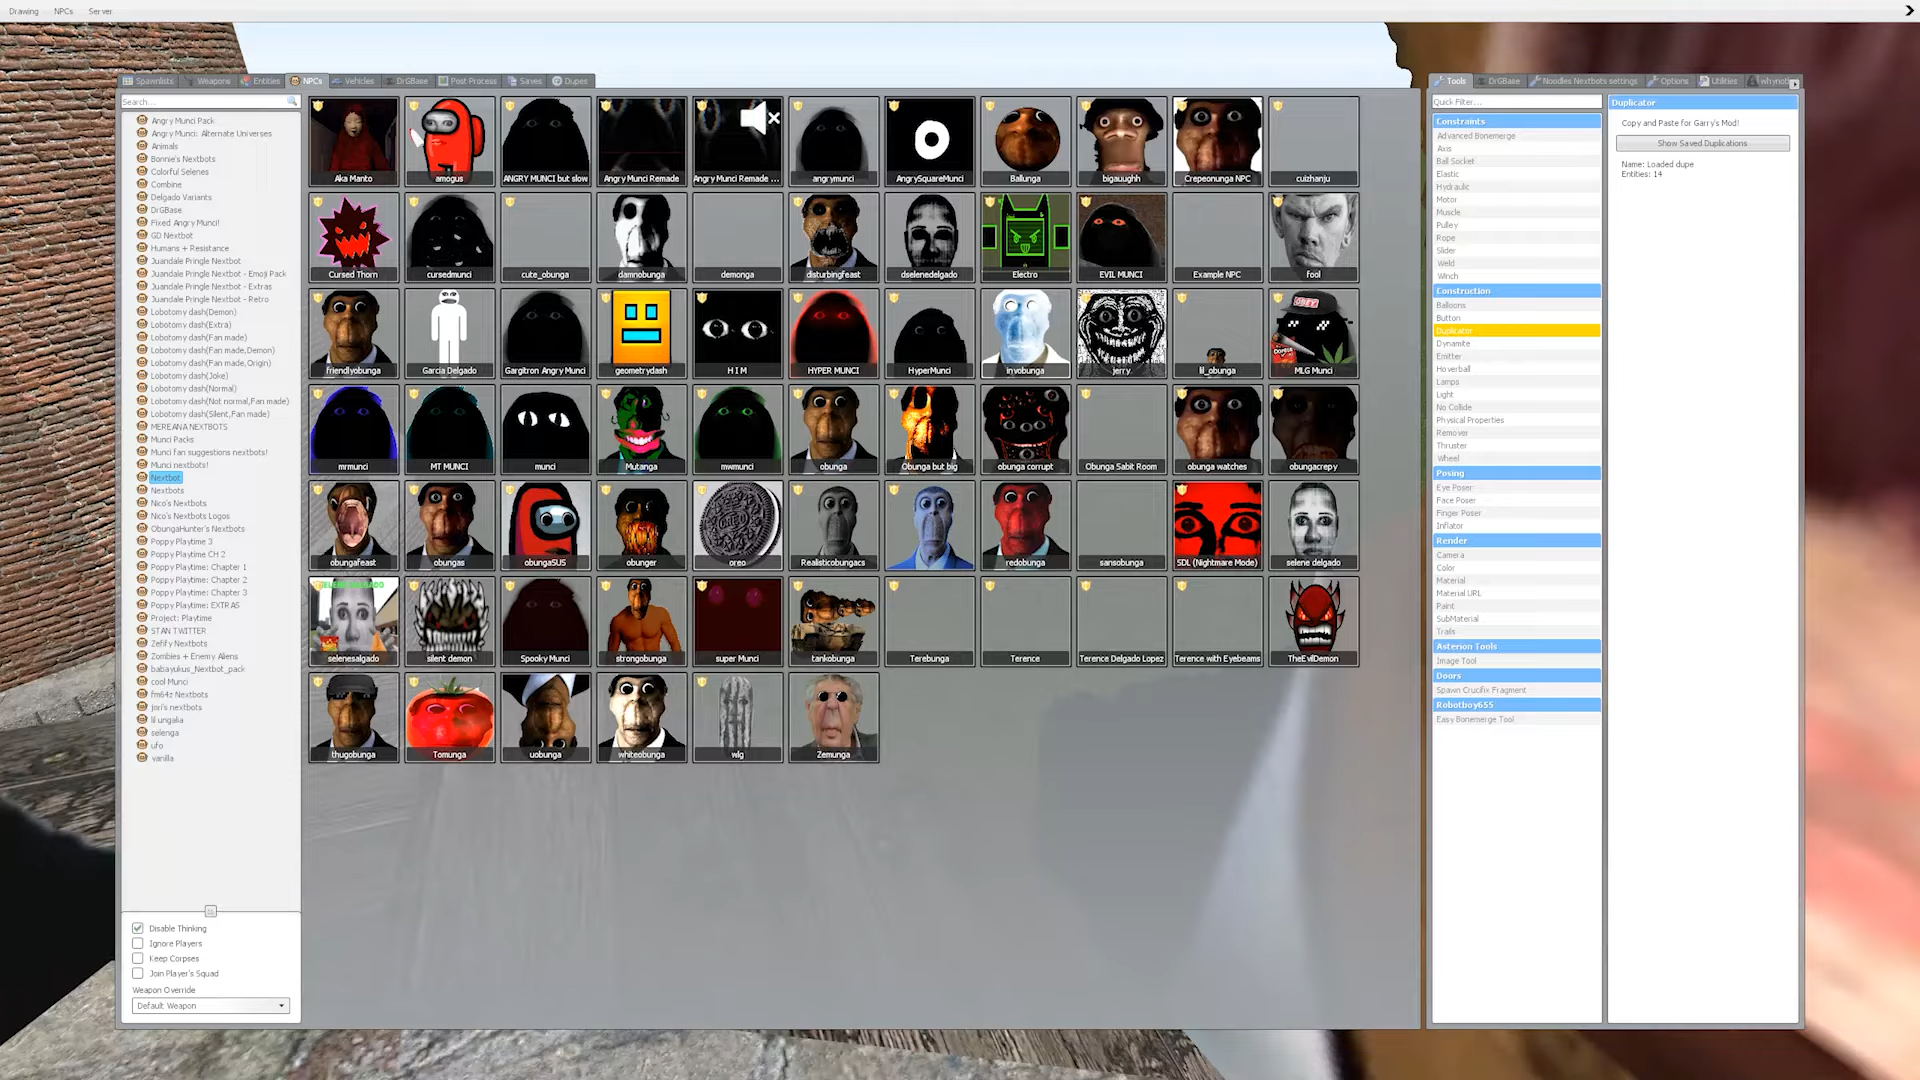 Drawing NPCs Server
Spawnlists Weapons Entities NPCs Vehicles DrGBase Post Process Saves Dupes
Search...
Angry Munci Pack
Angry Munci: Alternate Universes
Animals
Bonnie's Nextbots
Colorful Selenes
Combine
Delgado Variants
DrGBase
Fixed Angry Munci!
GD Nextbot
Humans + Resistance
Juandale Pringle Nextbot
Juandale Pringle Nextbot - Emoji Pack
Juandale Pringle Nextbot - Extras
Juandale Pringle Nextbot - Retro
Lobotomy dash(Demon)
Lobotomy dash(Extra)
Lobotomy dash(Fan made)
Lobotomy dash(Fan made,Demon)
Lobotomy dash(Fan made,Origin)
Lobotomy dash(Joke)
Lobotomy dash(Normal)
Lobotomy dash(Not normal,Fan made)
Lobotomy dash(Silent,Fan made)
MEREANA NEXTBOTS
Munci Packs
Munci fan suggestions nextbots!
Munci nextbots!
Nextbot
Nextbots
Nico's Nextbots
Nico's Nextbots Logos
ObungaHunter's Nextbots
Poppy Playtime 3
Poppy Playtime CH 2
Poppy Playtime: Chapter 1
Poppy Playtime: Chapter 2
Poppy Playtime: Chapter 3
Poppy Playtime: EXTRAS
Project: Playtime
STAN TWITTER
Zefify Nextbots
Zombies + Enemy Aliens
babayukus_Nextbot_pack
cool Munci
fm64z Nextbots
jori's nextbots
lil ungalia
selenga
ufo
vanilla
Disable Thinking
Ignore Players
Keep Corpses
Join Player's Squad
Weapon Override
Default Weapon
Aka Manto amogus ANGRY MUNCI but slow Angry Munci Remade Angry Munci Remade ... angrymunci AngrySquareMunci Ballunga bigauughh Crepeonunga NPC cuizhanju
Cursed Thorn cursedmunci cute_obunga damnobunga demonga disturbingfeast dselenedelgado Electro EVIL MUNCI Example NPC fool
OBEY
Doritos
friendlyobunga Garcia Delgado Gargitron Angry Munci geometrydash H I M HYPER MUNCI HyperMunci invobunga jerry. lil_obunga MLG Munci
mrmunci MT MUNCI munci Mutanga mwmunci obunga Obunga but big obunga corrupt Obunga Sabit Room obunga watches obungacrepy
OREO
obungafeast obungas obungaSUS obunger oreo Realisticobungacs redobunga sansobunga SDL (Nightmare Mode) selene delgado
selenesalgado silent demon Spooky Munci strongobunga super Munci tankobunga Terebunga Terence Terence Delgado Lopez Terence with Eyebeams TheEvilDemon
thugobunga Tomunga uobunga whiteobunga wlg Zemunga
Tools DrGBase Noodles Nextbots settings Options Utilities whynot
Quick Filter...
Constraints
Advanced Bonemerge
Axis
Ball Socket
Elastic
Hydraulic
Motor
Muscle
Pulley
Rope
Slider
Weld
Winch
Construction
Balloons
Button
Duplicator
Dynamite
Emitter
Hoverball
Lamps
Light
No Collide
Physical Properties
Remover
Thruster
Wheel
Posing
Eye Poser
Face Poser
Finger Poser
Inflator
Render
Camera
Color
Material
Material URL
Paint
SubMaterial
Trails
Asterion Tools
Image Tool
Doors
Spawn Crucifix Fragment
Robotboy655
Easy Bonemerge Tool
Duplicator
Copy and Paste for Garry's Mod!
Show Saved Duplications
Name: Loaded dupe
Entities: 14